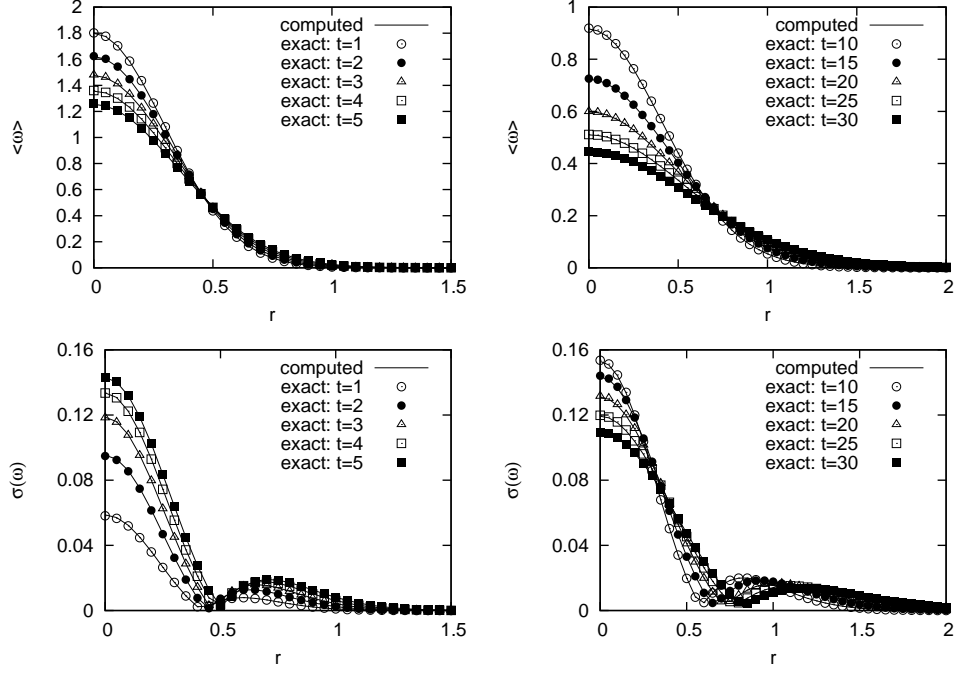 2
1.8
1.6
1.4
1.2
1
0.8
0.6
0.4
0.2
0
0 0.5 1 1.5
r
<ω>
computed
exact: t=1
exact: t=2
exact: t=3
exact: t=4
exact: t=5
1
0.8
0.6
0.4
0.2
0
0 0.5 1 1.5 2
r
<ω>
computed
exact: t=10
exact: t=15
exact: t=20
exact: t=25
exact: t=30
0.16
0.12
0.08
0.04
0
0 0.5 1 1.5
r
σ(ω)
computed
exact: t=1
exact: t=2
exact: t=3
exact: t=4
exact: t=5
0.16
0.12
0.08
0.04
0
0 0.5 1 1.5 2
r
σ(ω)
computed
exact: t=10
exact: t=15
exact: t=20
exact: t=25
exact: t=30